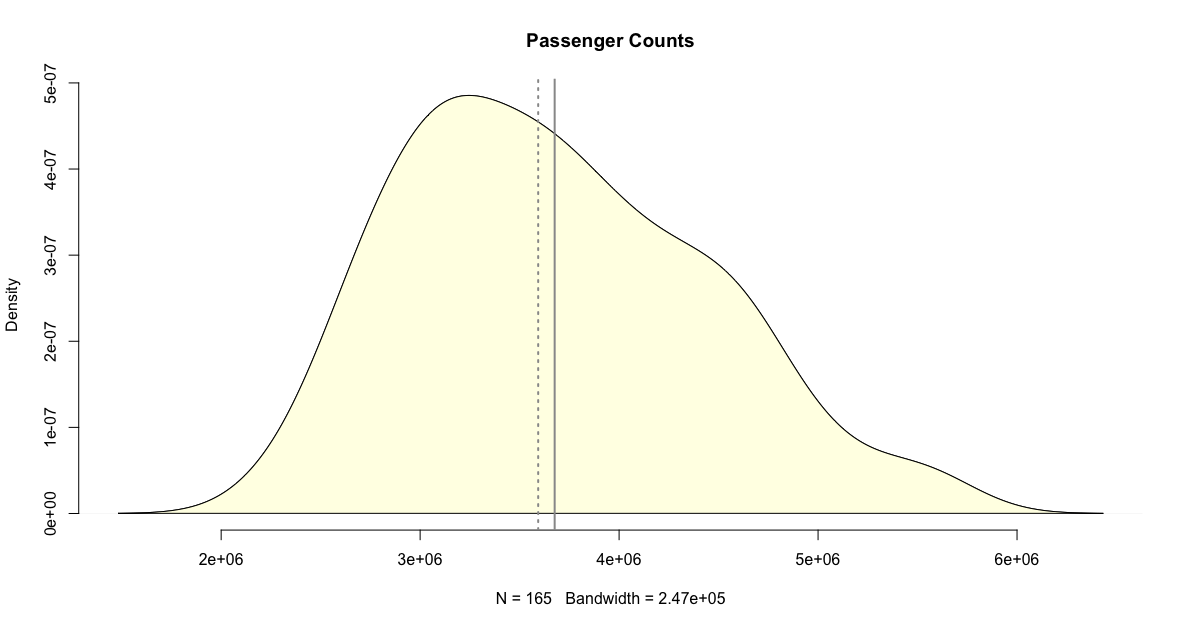 Passenger Counts
Density
5e-07
4e-07
3e-07
2e-07
1e-07
0e+00
2e+06 3e+06 4e+06 5e+06 6e+06
N = 165 Bandwidth = 2.47e+05